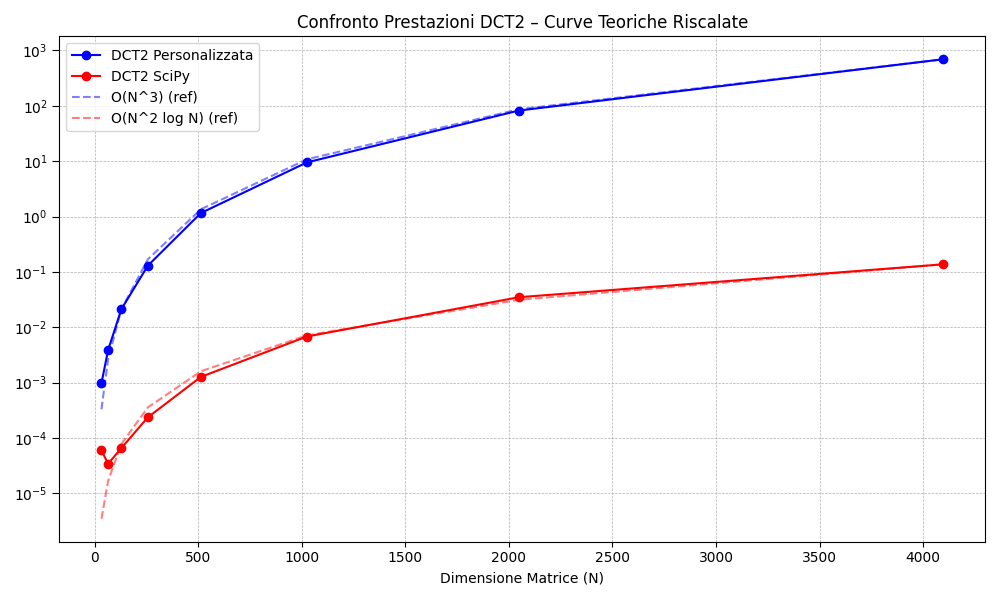 Confronto Prestazioni DCT2 – Curve Teoriche Riscalate
DCT2 Personalizzata
DCT2 SciPy
O(N^3) (ref)
O(N^2 log N) (ref)
10³
10²
10¹
10⁰
10⁻¹
10⁻²
10⁻³
10⁻⁴
10⁻⁵
0 500 1000 1500 2000 2500 3000 3500 4000
Dimensione Matrice (N)